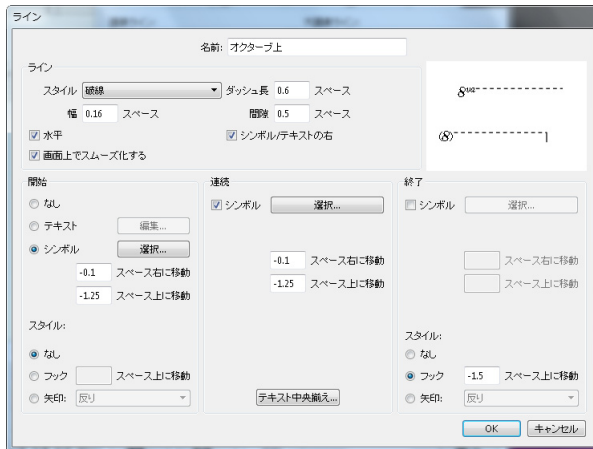 ライン
名前: オクターブ上
ライン
スタイル 破線 ダッシュ長 0.6 スペース
幅 0.16 スペース 間隙 0.5 スペース
水平 シンボル/テキストの右
画面上でスムーズ化する
8va
(8)
開始 連続 終了
なし シンボル 選択... シンボル 選択...
テキスト 編集...
シンボル 選択...
-0.1 スペース右に移動 -0.1 スペース右に移動 スペース右に移動
-1.25 スペース上に移動 -1.25 スペース上に移動 スペース上に移動
スタイル: スタイル:
なし なし
フック スペース上に移動 フック -1.5 スペース上に移動
矢印: 反り テキスト中央揃え... 矢印: 反り
OK キャンセル